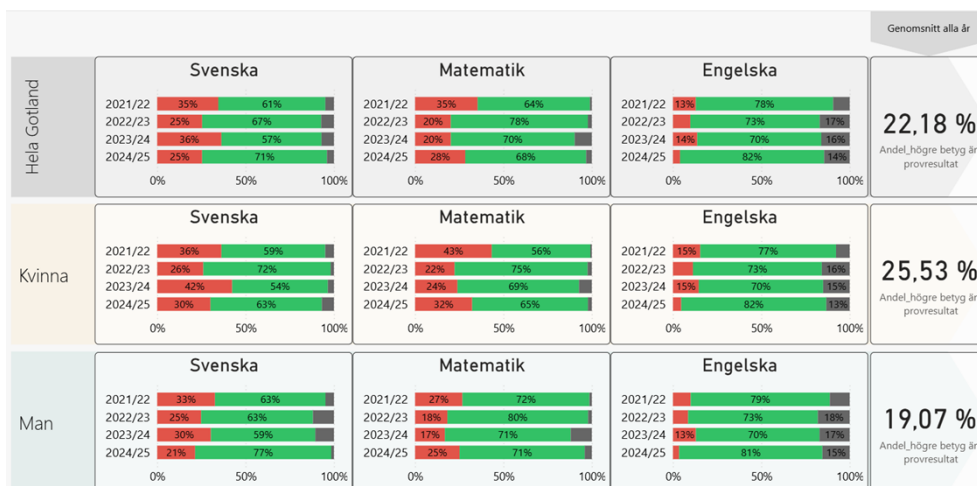 Genomsnitt alla år
Hela Gotland
Svenska
2021/22 35% 61%
2022/23 25% 67%
2023/24 36% 57%
2024/25 25% 71%
0% 50% 100%
Matematik
2021/22 35% 64%
2022/23 20% 78%
2023/24 20% 70%
2024/25 28% 68%
0% 50% 100%
Engelska
2021/22 13% 78%
2022/23 73% 17%
2023/24 14% 70% 16%
2024/25 82% 14%
0% 50% 100%
22,18 %
Andel_högre betyg än
provresultat
Kvinna
Svenska
2021/22 36% 59%
2022/23 26% 72%
2023/24 42% 54%
2024/25 30% 63%
0% 50% 100%
Matematik
2021/22 43% 56%
2022/23 22% 75%
2023/24 24% 69%
2024/25 32% 65%
0% 50% 100%
Engelska
2021/22 15% 77%
2022/23 73% 16%
2023/24 15% 70% 15%
2024/25 82% 13%
0% 50% 100%
25,53 %
Andel_högre betyg än
provresultat
Man
Svenska
2021/22 33% 63%
2022/23 25% 63%
2023/24 30% 59%
2024/25 21% 77%
0% 50% 100%
Matematik
2021/22 27% 72%
2022/23 18% 80%
2023/24 17% 71%
2024/25 25% 71%
0% 50% 100%
Engelska
2021/22 79%
2022/23 73% 18%
2023/24 13% 70% 17%
2024/25 81% 15%
0% 50% 100%
19,07 %
Andel_högre betyg än
provresultat